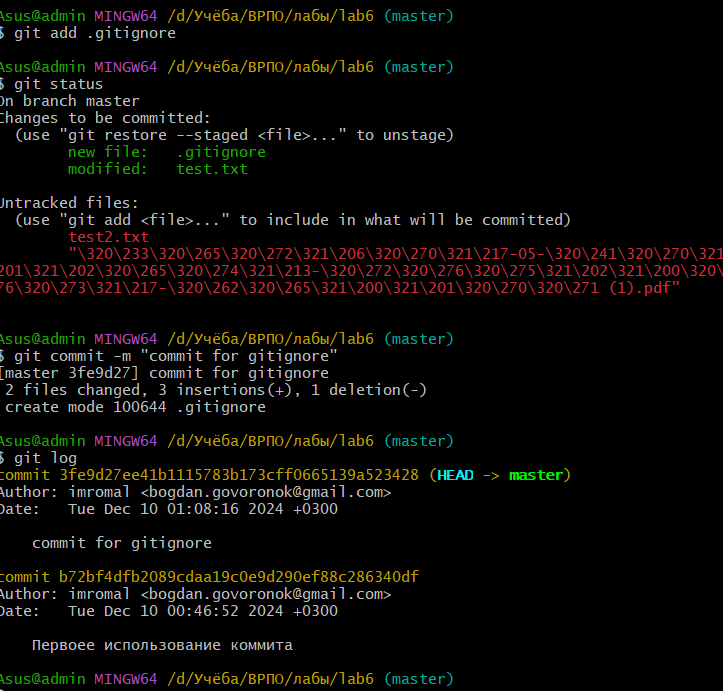 Asus@admin MINGW64 /d/Учёба/ВРПО/лабы/lab6 (master)
$ git add .gitignore
Asus@admin MINGW64 /d/Учёба/ВРПО/лабы/lab6 (master)
$ git status
On branch master
Changes to be committed:
  (use "git restore --staged <file>..." to unstage)
        new file:   .gitignore
        modified:   test.txt
Untracked files:
  (use "git add <file>..." to include in what will be committed)
        test2.txt
        "\320\233\320\265\320\272\321\206\320\270\321\217-05-\320\241\320\270\321
201\321\202\320\265\320\274\321\213-\320\272\320\276\320\275\321\202\321\200\320\
76\320\273\321\217-\320\262\320\265\321\200\321\201\320\270\320\271 (1).pdf"
Asus@admin MINGW64 /d/Учёба/ВРПО/лабы/lab6 (master)
$ git commit -m "commit for gitignore"
[master 3fe9d27] commit for gitignore
 2 files changed, 3 insertions(+), 1 deletion(-)
 create mode 100644 .gitignore
Asus@admin MINGW64 /d/Учёба/ВРПО/лабы/lab6 (master)
$ git log
commit 3fe9d27ee41b1115783b173cff0665139a523428 (HEAD -> master)
Author: imromal <bogdan.govoronok@gmail.com>
Date:   Tue Dec 10 01:08:16 2024 +0300
    commit for gitignore
commit b72bf4dfb2089cdaa19c0e9d290ef88c286340df
Author: imromal <bogdan.govoronok@gmail.com>
Date:   Tue Dec 10 00:46:52 2024 +0300
    Первоее использование коммита
Asus@admin MINGW64 /d/Учёба/ВРПО/лабы/lab6 (master)